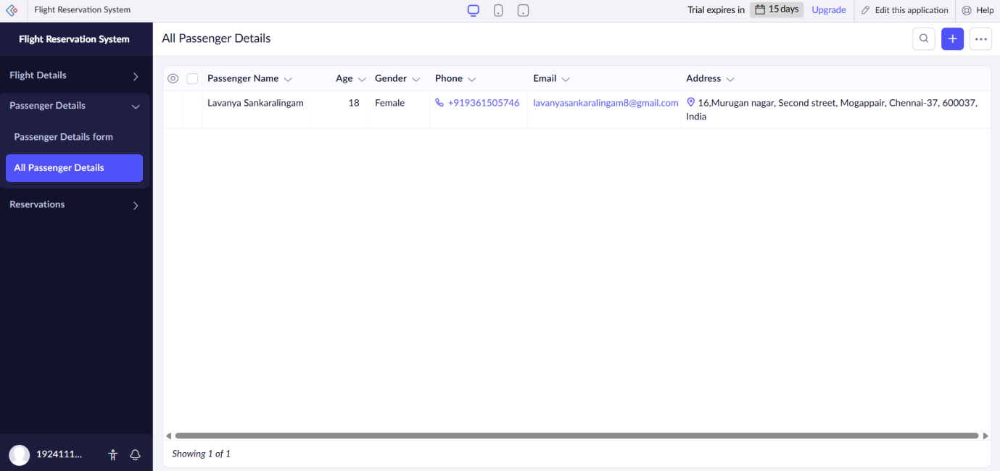 Flight Reservation System
Trial expires in 15 days Upgrade Edit this application Help
Flight Reservation System
All Passenger Details
Flight Details
Passenger Details
Passenger Details form
All Passenger Details
Reservations
Passenger Name Age Gender Phone Email Address
Lavanya Sankaralingam 18 Female +919361505746 lavanyasankaralingam8@gmail.com 16,Murugan nagar, Second street, Mogappair, Chennai-37, 600037,
India
Showing 1 of 1
1924111...